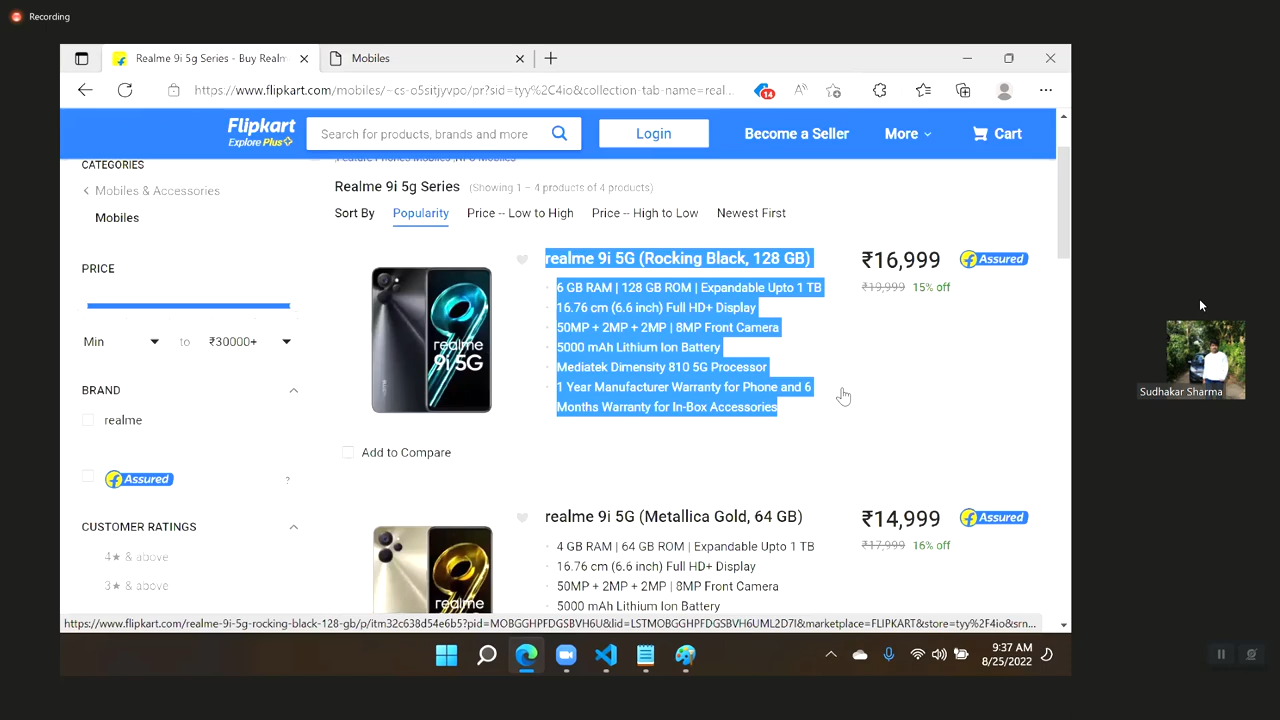 Recording
Realme 9i 5g Series - Buy Realm
Mobiles
https://www.flipkart.com/mobiles/~cs-o5sitjyvpo/pr?sid=tyy%2C4io&collection-tab-name=real...
14
Flipkart
Explore Plus
Search for products, brands and more
Login
Become a Seller
More
Cart
CATEGORIES
Mobiles & Accessories
Mobiles
PRICE
Min
to
₹30000+
BRAND
realme
Assured
?
CUSTOMER RATINGS
4★ & above
3★ & above
Realme 9i 5g Series (Showing 1 – 4 products of 4 products)
Sort By Popularity Price -- Low to High Price -- High to Low Newest First
realme
9i 5G
realme 9i 5G (Rocking Black, 128 GB)
6 GB RAM | 128 GB ROM | Expandable Upto 1 TB
16.76 cm (6.6 inch) Full HD+ Display
50MP + 2MP + 2MP | 8MP Front Camera
5000 mAh Lithium Ion Battery
Mediatek Dimensity 810 5G Processor
1 Year Manufacturer Warranty for Phone and 6
Months Warranty for In-Box Accessories
₹16,999
Assured
₹19,999 15% off
Add to Compare
realme
realme 9i 5G (Metallica Gold, 64 GB)
4 GB RAM | 64 GB ROM | Expandable Upto 1 TB
16.76 cm (6.6 inch) Full HD+ Display
50MP + 2MP + 2MP | 8MP Front Camera
5000 mAh Lithium Ion Battery
₹14,999
Assured
₹17,999 16% off
https://www.flipkart.com/realme-9i-5g-rocking-black-128-gb/p/itm32c638d54e6b5?pid=MOBGGHPFDGSBVH6U&lid=LSTMOBGGHPFDGSBVH6UML2D7I&marketplace=FLIPKART&store=tyy%2C4io&srn...
9:37 AM
8/25/2022
Sudhakar Sharma